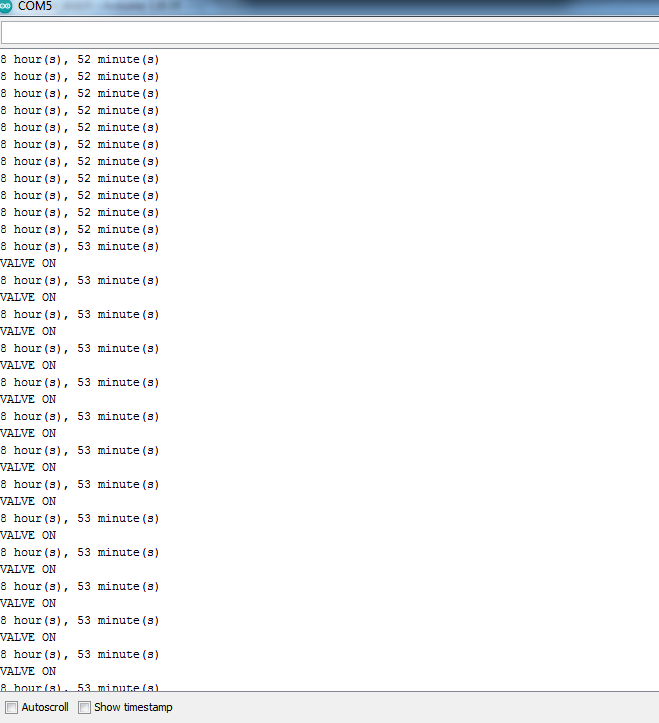 COM5
8 hour(s), 52 minute(s)
8 hour(s), 52 minute(s)
8 hour(s), 52 minute(s)
8 hour(s), 52 minute(s)
8 hour(s), 52 minute(s)
8 hour(s), 52 minute(s)
8 hour(s), 52 minute(s)
8 hour(s), 52 minute(s)
8 hour(s), 52 minute(s)
8 hour(s), 52 minute(s)
8 hour(s), 52 minute(s)
8 hour(s), 53 minute(s)
VALVE ON
8 hour(s), 53 minute(s)
VALVE ON
8 hour(s), 53 minute(s)
VALVE ON
8 hour(s), 53 minute(s)
VALVE ON
8 hour(s), 53 minute(s)
VALVE ON
8 hour(s), 53 minute(s)
VALVE ON
8 hour(s), 53 minute(s)
VALVE ON
8 hour(s), 53 minute(s)
VALVE ON
8 hour(s), 53 minute(s)
VALVE ON
8 hour(s), 53 minute(s)
VALVE ON
8 hour(s), 53 minute(s)
VALVE ON
8 hour(s), 53 minute(s)
VALVE ON
8 hour(s), 53 minute(s)
VALVE ON
8 hour(s), 53 minute(s)
Autoscroll Show timestamp